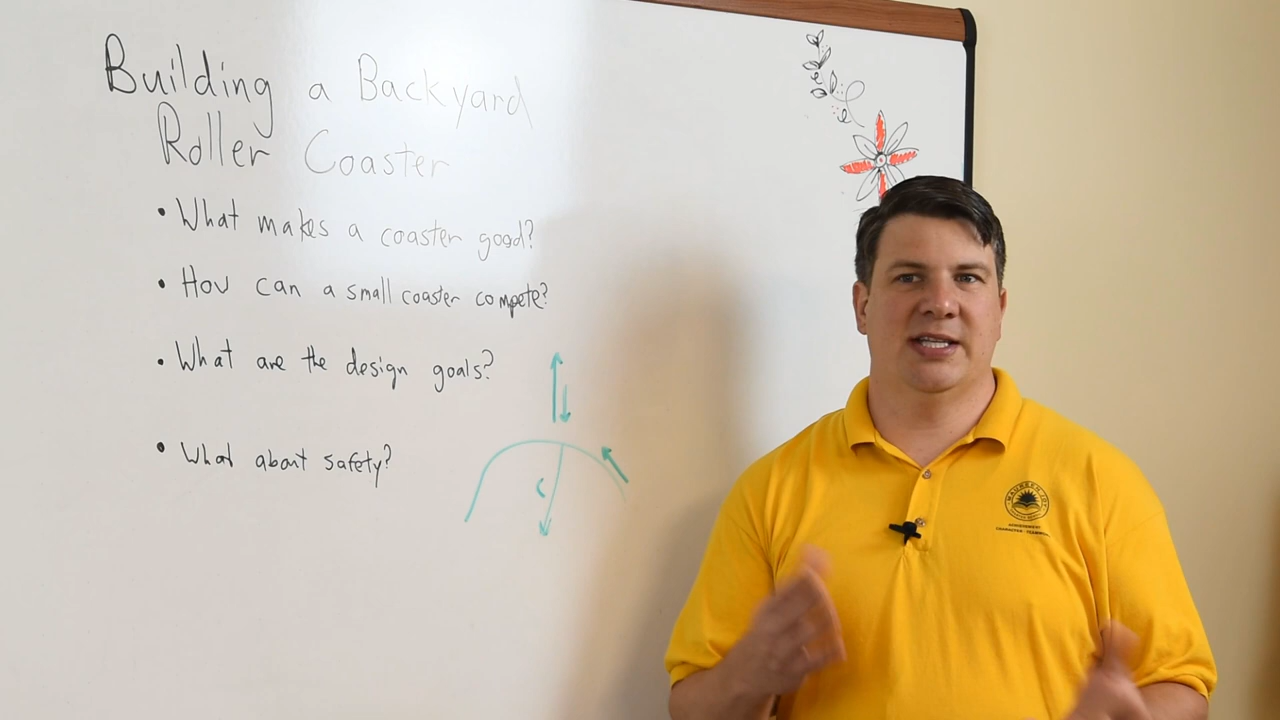 Building a Backyard
Roller Coaster
• What makes a coaster good?
• How can a small coaster compete?
• What are the design goals?
• What about safety?